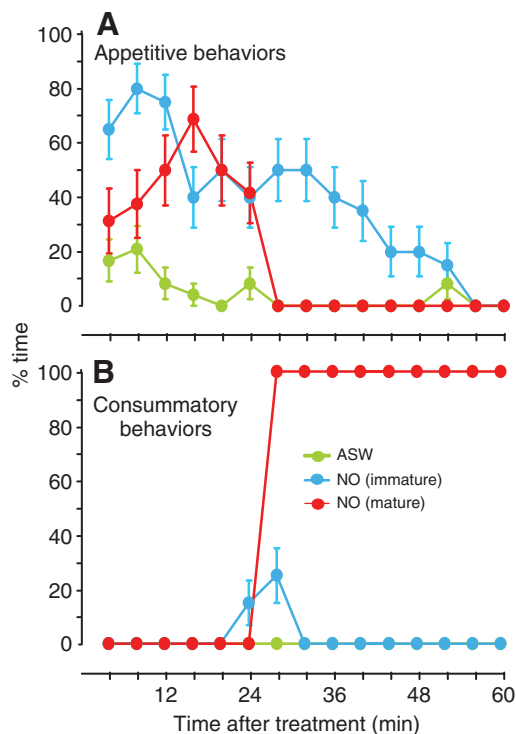 A
Appetitive behaviors
100
80
60
40
20
0
% time
B
Consummatory
behaviors
100
80
60
40
20
0
ASW
NO (immature)
NO (mature)
12
24
36
48
60
Time after treatment (min)